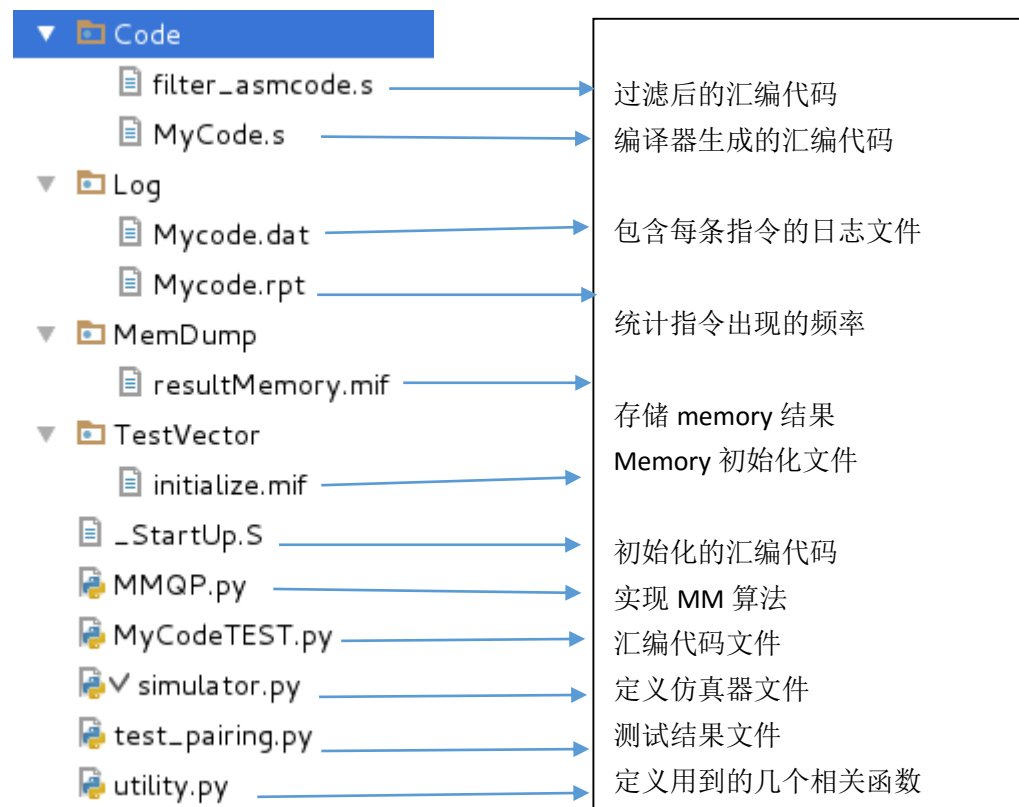 Code
filter_asmcode.s
过滤后的汇编代码
MyCode.s
编译器生成的汇编代码
Log
Mycode.dat
包含每条指令的日志文件
Mycode.rpt
统计指令出现的频率
MemDump
resultMemory.mif
存储 memory 结果
TestVector
Memory 初始化文件
initialize.mif
_StartUp.S
初始化的汇编代码
MMQP.py
实现 MM 算法
MyCodeTEST.py
汇编代码文件
simulator.py
定义仿真器文件
test_pairing.py
测试结果文件
utility.py
定义用到的几个相关函数